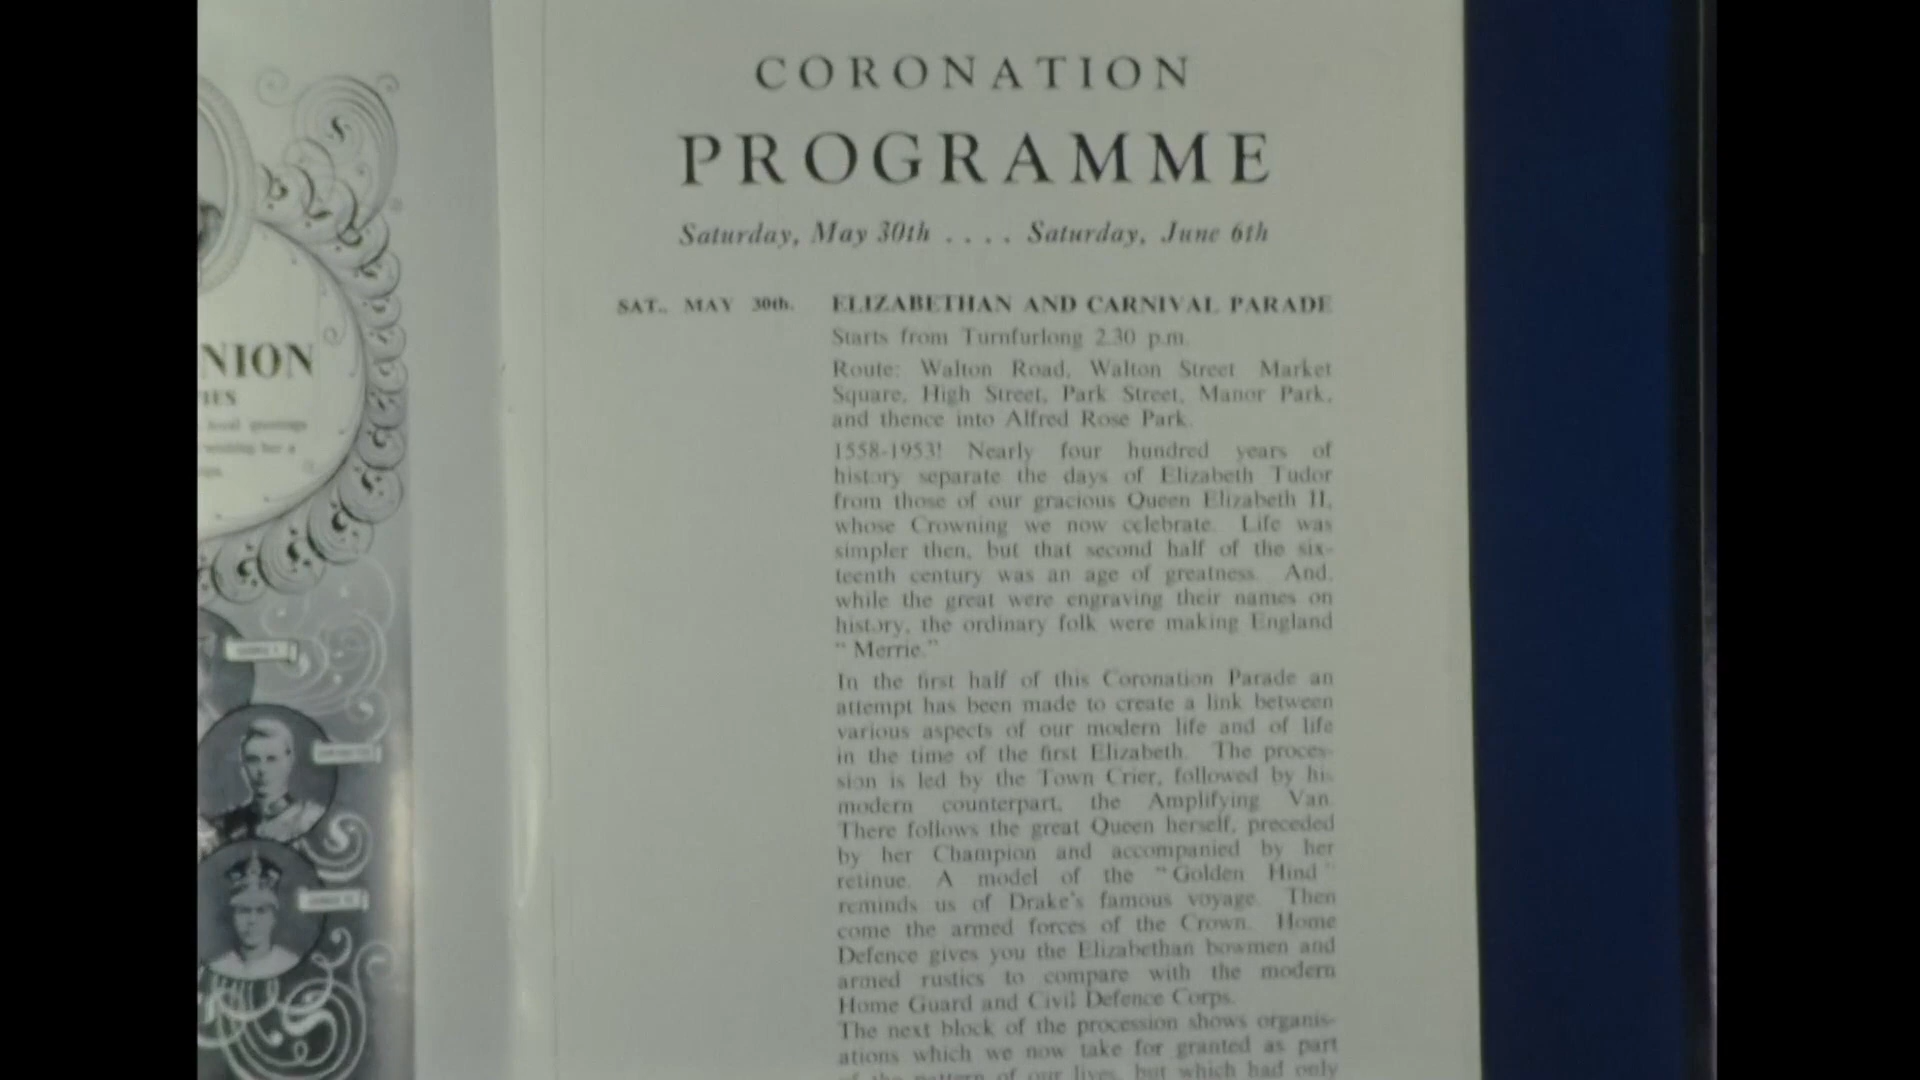 NION
CORONATION
PROGRAMME
Saturday, May 30th .... Saturday, June 6th
SAT., MAY 30th. ELIZABETHAN AND CARNIVAL PARADE
Starts from Turnfurlong 2.30 p.m.
Route: Walton Road, Walton Street Market
Square, High Street, Park Street, Manor Park,
and thence into Alfred Rose Park.
1558-1953! Nearly four hundred years of
history separate the days of Elizabeth Tudor
from those of our gracious Queen Elizabeth II,
whose Crowning we now celebrate. Life was
simpler then, but that second half of the six-
teenth century was an age of greatness. And,
while the great were engraving their names on
history, the ordinary folk were making England
" Merrie."
In the first half of this Coronation Parade an
attempt has been made to create a link between
various aspects of our modern life and of life
in the time of the first Elizabeth. The proces-
sion is led by the Town Crier, followed by his
modern counterpart, the Amplifying Van.
There follows the great Queen herself, preceded
by her Champion and accompanied by her
retinue. A model of the "Golden Hind"
reminds us of Drake's famous voyage. Then
come the armed forces of the Crown. Home
Defence gives you the Elizabethan bowmen and
armed rustics to compare with the modern
Home Guard and Civil Defence Corps.
The next block of the procession shows organis-
ations which we now take for granted as part
of the pattern of our lives, but which had only